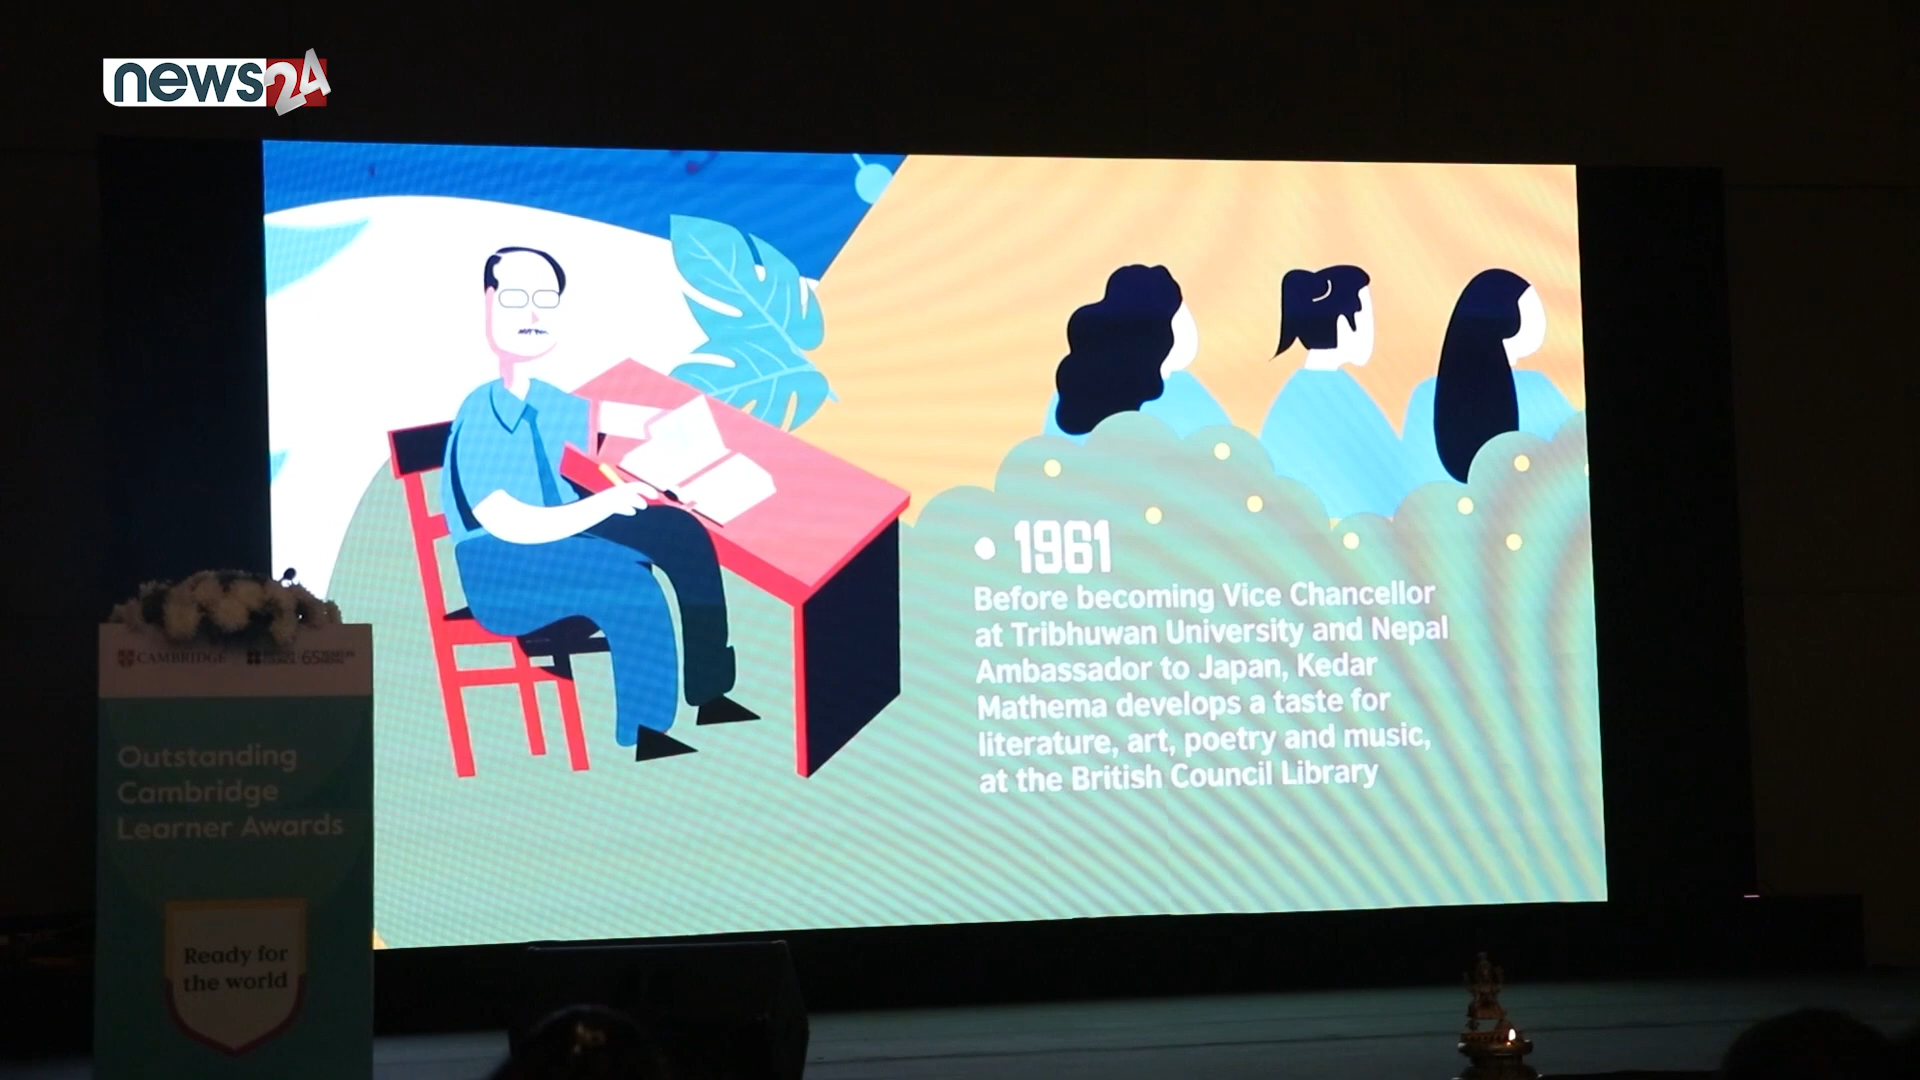 news24
1961
Before becoming Vice Chancellor
at Tribhuwan University and Nepal
Ambassador to Japan, Kedar
Mathema develops a taste for
literature, art, poetry and music,
at the British Council Library
CAMBRIDGE
65
Outstanding
Cambridge
Learner Awards
Ready for
the world